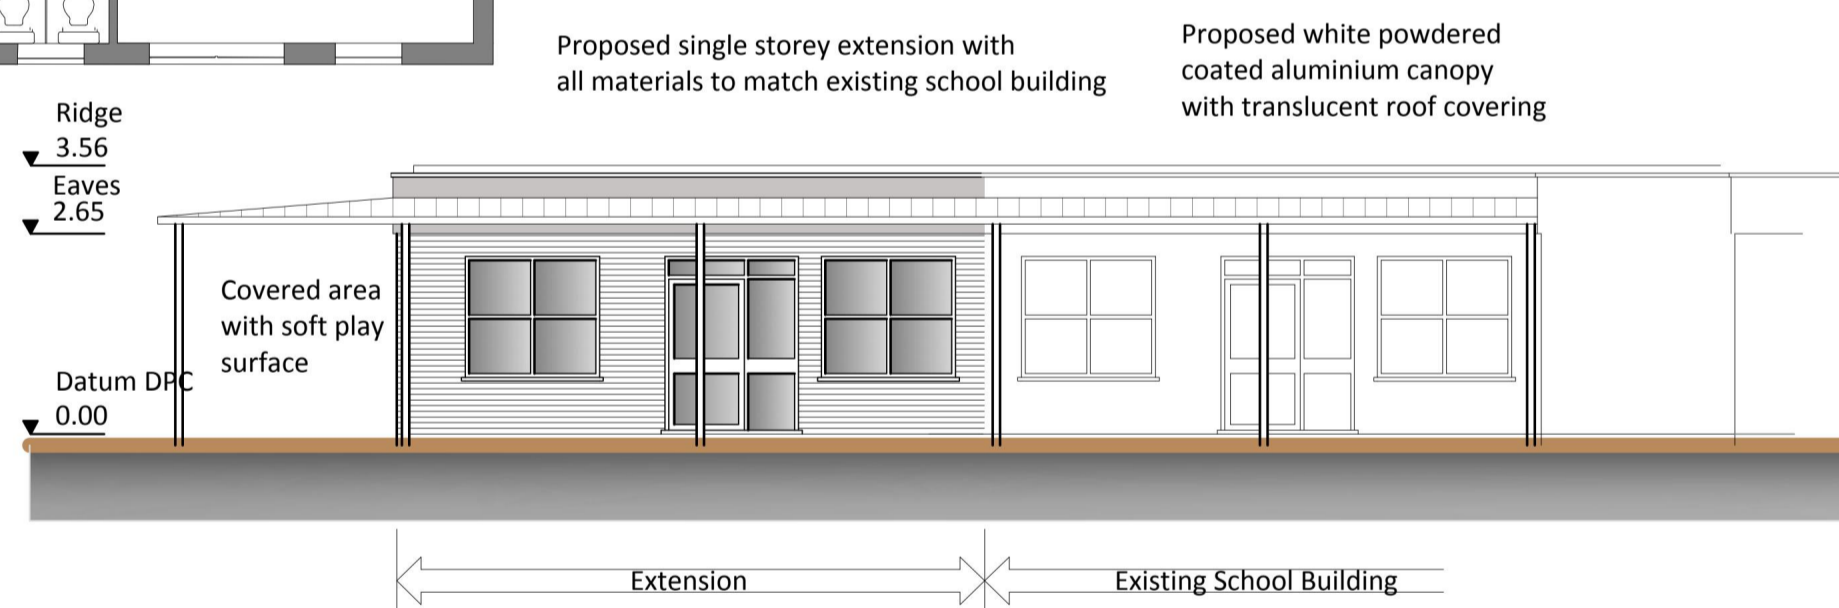 Proposed single storey extension with
all materials to match existing school building
Proposed white powdered
coated aluminium canopy
with translucent roof covering
Ridge
3.56
Eaves
2.65
Covered area
with soft play
surface
Datum DPC
0.00
Extension
Existing School Building